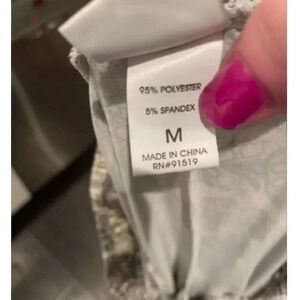 95% POLYESTER
5% SPANDEX
M
MADE IN CHINA
RN#91519